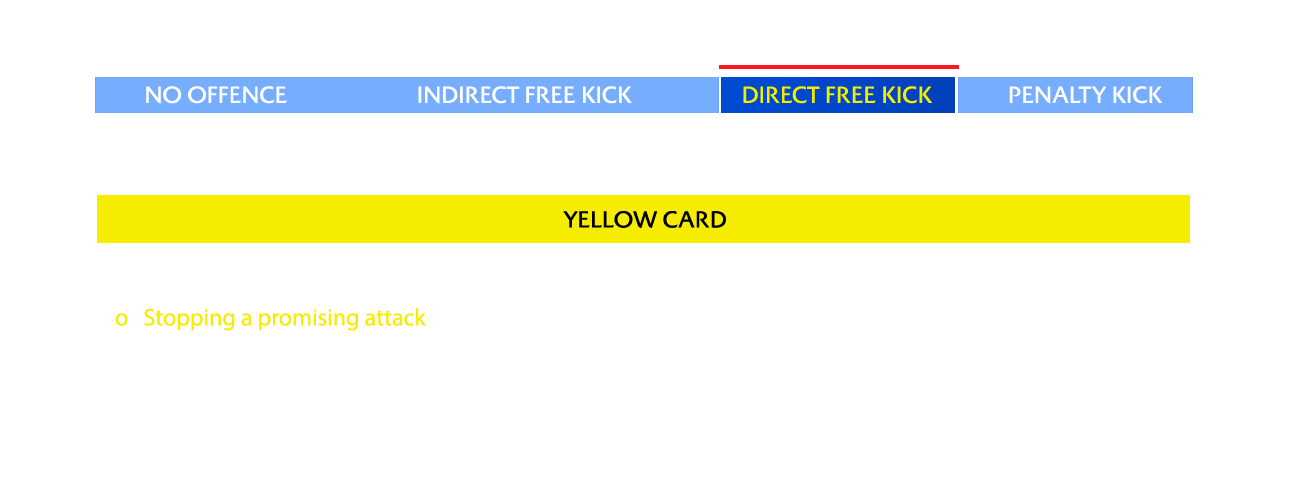 NO OFFENCE INDIRECT FREE KICK DIRECT FREE KICK PENALTY KICK
YELLOW CARD
o Stopping a promising attack